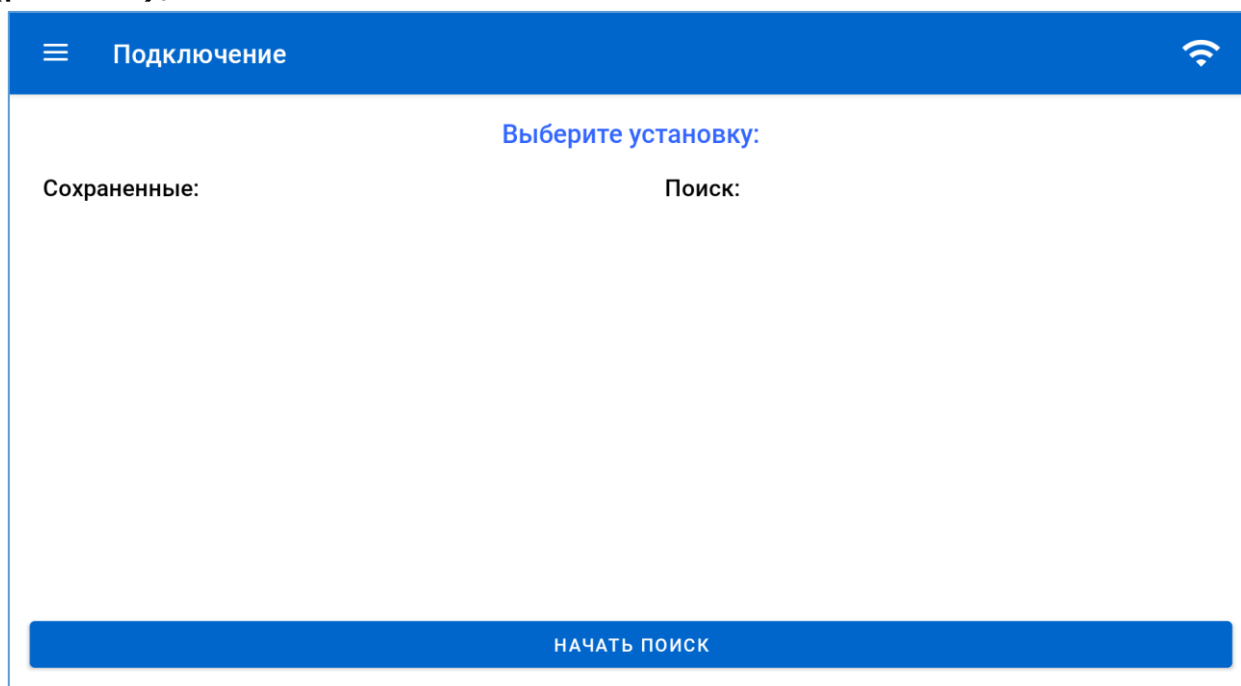 Подключение
Выберите установку:
Сохраненные:
Поиск:
НАЧАТЬ ПОИСК